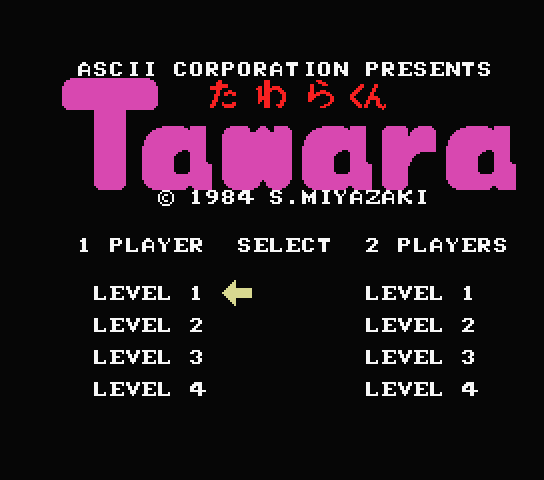 ASCII CORPORATION PRESENTS
たわらくん
Tawara
© 1984 S.MIYAZAKI
1 PLAYER SELECT 2 PLAYERS
LEVEL 1 LEVEL 1
LEVEL 2 LEVEL 2
LEVEL 3 LEVEL 3
LEVEL 4 LEVEL 4